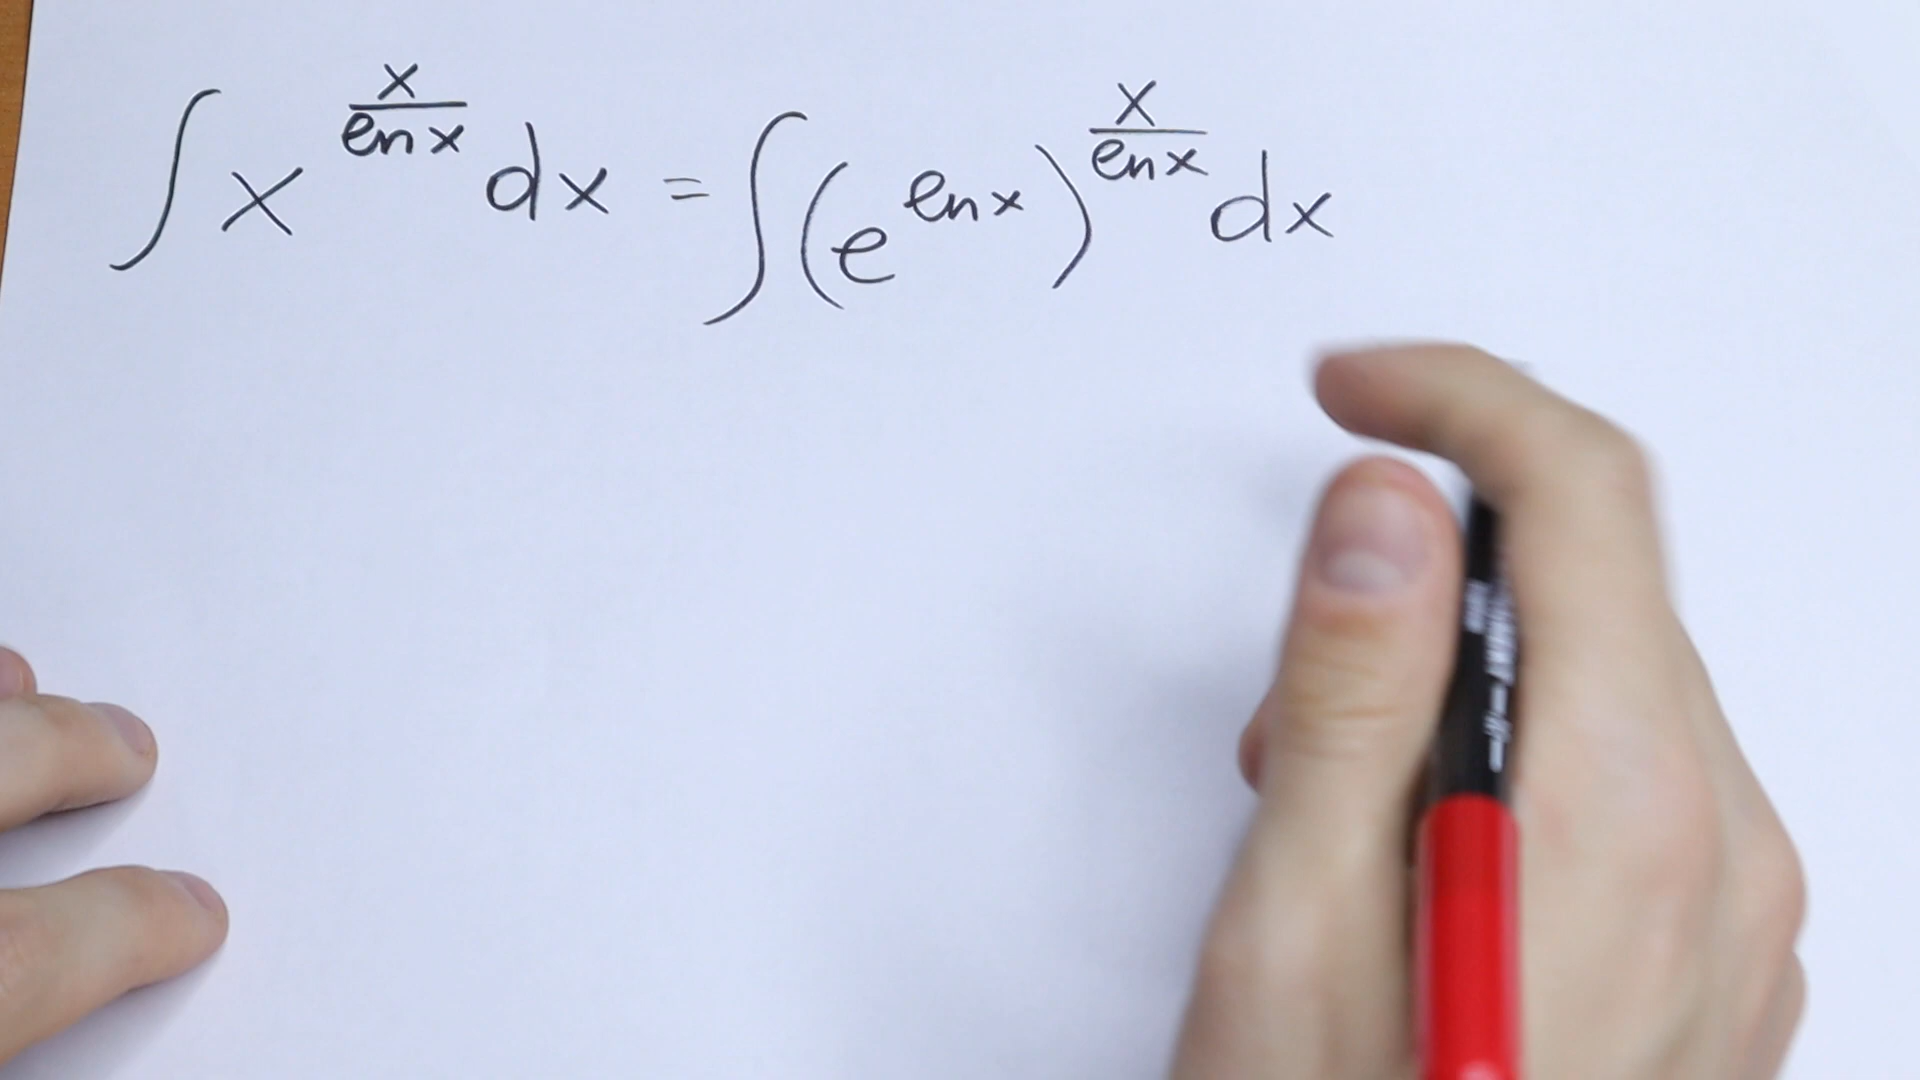 ∫ x^(x/ln x) dx = ∫ (e^(ln x))^(x/ln x) dx